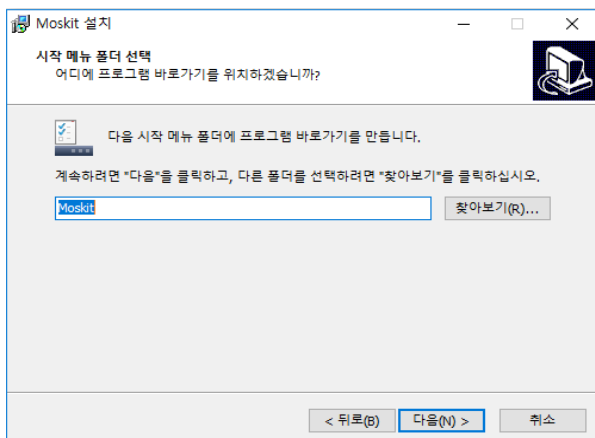 Moskit 설치
시작 메뉴 폴더 선택
어디에 프로그램 바로가기를 위치하겠습니까?
다음 시작 메뉴 폴더에 프로그램 바로가기를 만듭니다.
계속하려면 "다음"을 클릭하고, 다른 폴더를 선택하려면 "찾아보기"를 클릭하십시오.
Moskit
찾아보기(R)...
< 뒤로(B)
다음(N) >
취소